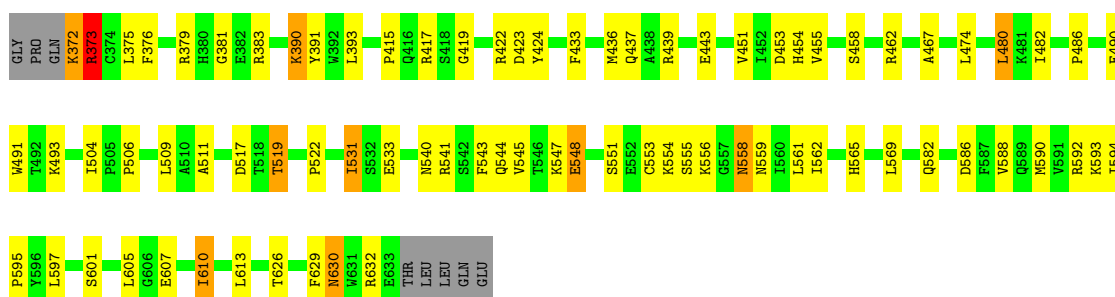 GLY PRO GLN K372 R373 C374 L375 F376 R379 H380 G381 E382 R383 K390 Y391 W392 L393 P415 Q416 R417 S418 G419 R422 D423 Y424 F433 M436 Q437 A438 R439 E443 V451 I452 D453 H454 V455 S458 R462 A467 L474 L480 K481 I482 P486
W491 T492 K493 I504 P505 P506 L509 A510 A511 D517 T518 T519 P522 I531 S532 E533 N540 R541 S542 F543 Q544 V545 T546 K547 E548 S551 E552 C553 K554 S555 K556 G557 N558 N559 I560 L561 I562 H565 L569 Q582 D586 F587 V588 Q589 M590 V591 R592 K593
P595 Y596 L597 S601 L605 G606 E607 I610 L613 T626 F629 N630 W631 R632 E633 THR LEU LEU GLN GLU